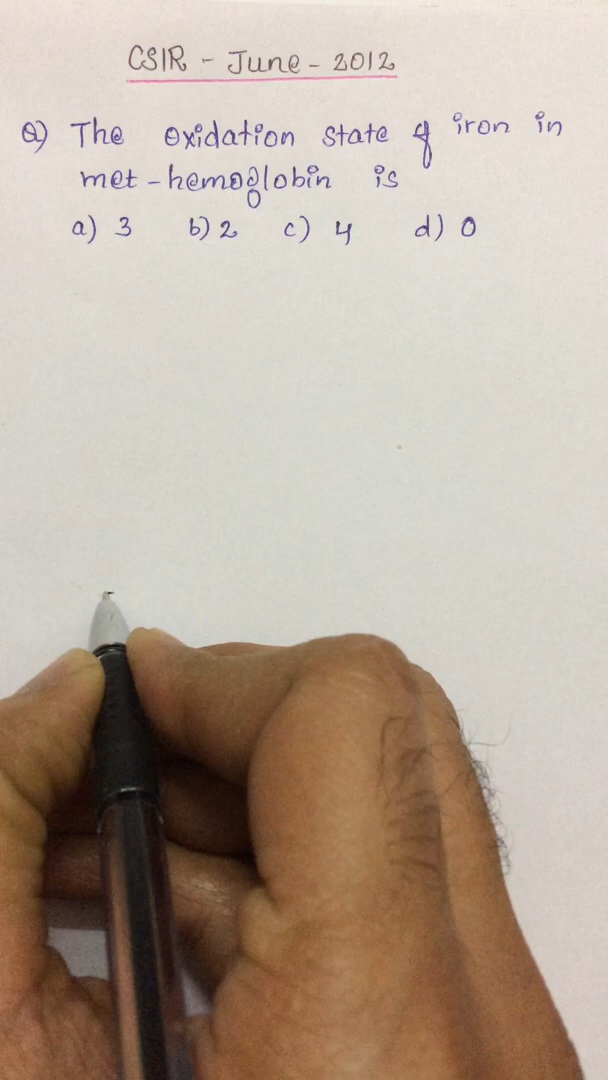 CSIR - June - 2012
Q) The oxidation state of iron in
met-hemoglobin is
a) 3 b) 2 c) 4 d) 0